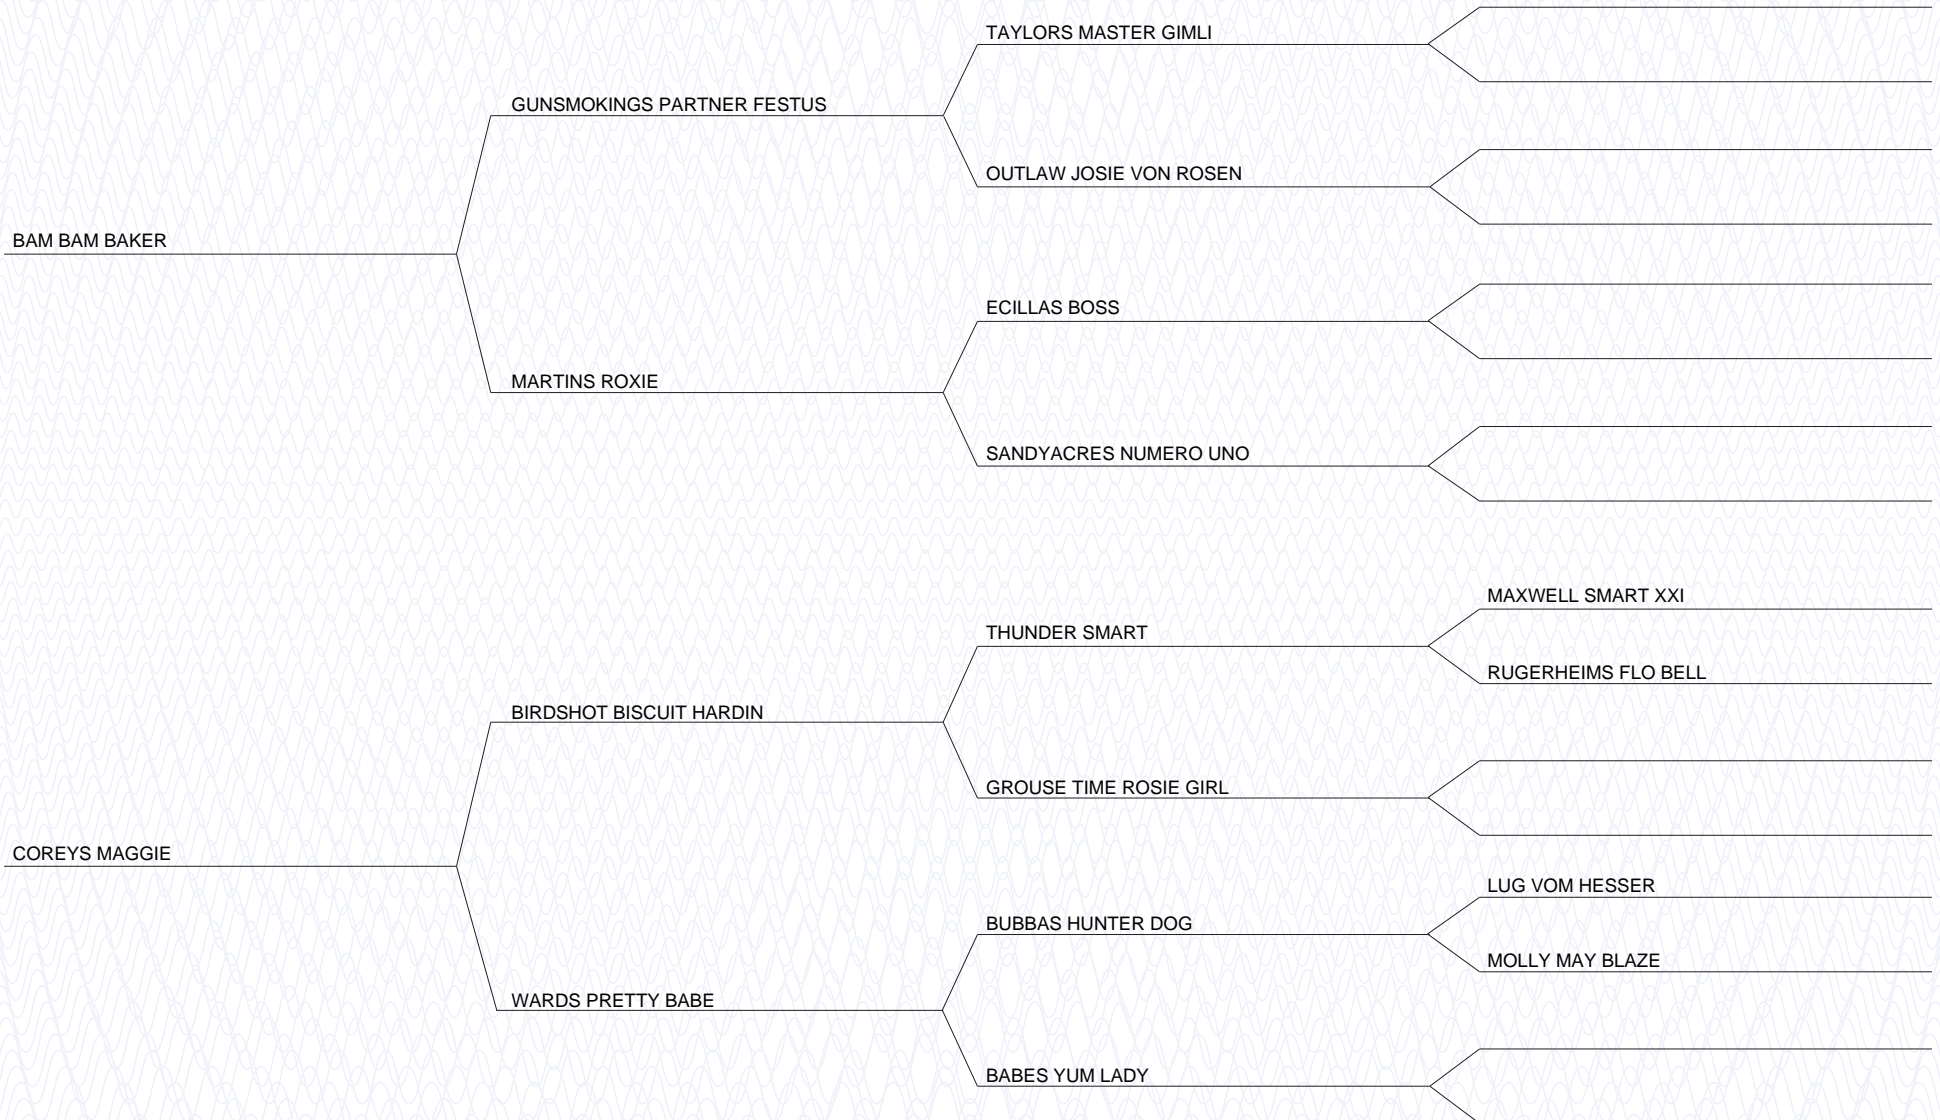 TAYLORS MASTER GIMLI
GUNSMOKINGS PARTNER FESTUS
OUTLAW JOSIE VON ROSEN
BAM BAM BAKER
ECILLAS BOSS
MARTINS ROXIE
SANDYACRES NUMERO UNO
MAXWELL SMART XXI
THUNDER SMART
RUGERHEIMS FLO BELL
BIRDSHOT BISCUIT HARDIN
GROUSE TIME ROSIE GIRL
COREYS MAGGIE
LUG VOM HESSER
BUBBAS HUNTER DOG
MOLLY MAY BLAZE
WARDS PRETTY BABE
BABES YUM LADY